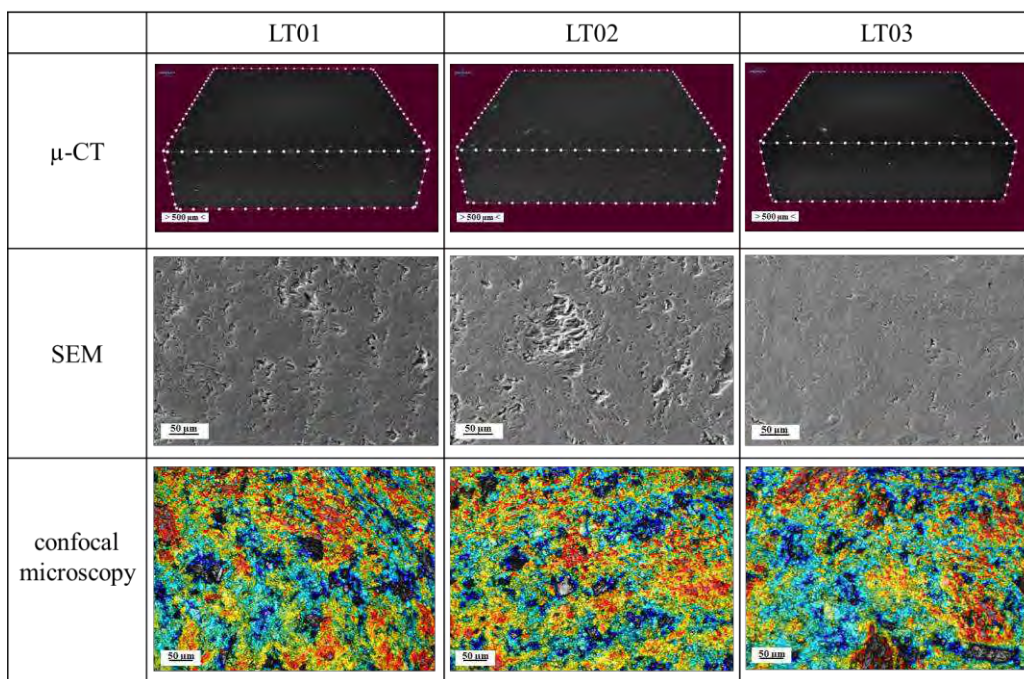 LT01 LT02 LT03
µ-CT
> 500 µm < > 500 µm < > 500 µm <
SEM
50 µm 50 µm 50 µm
confocal
microscopy
50 µm 50 µm 50 µm